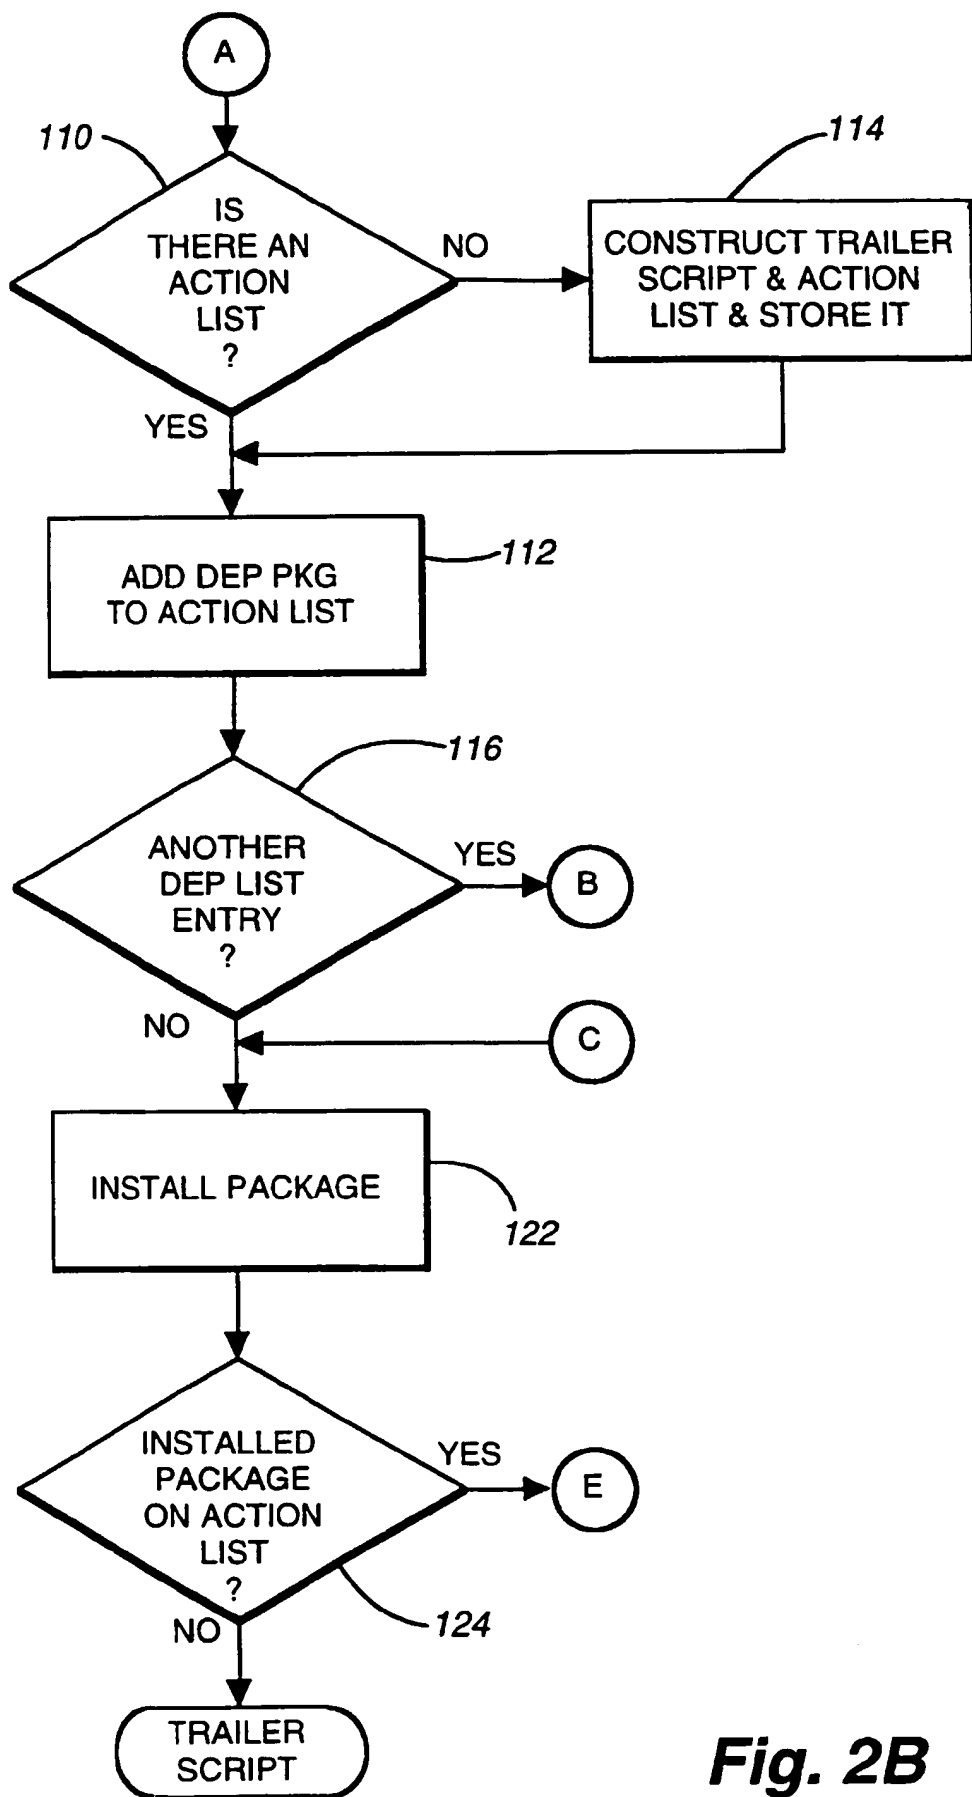 A
110
IS
THERE AN
ACTION
LIST
?
NO
114
CONSTRUCT TRAILER
SCRIPT & ACTION
LIST & STORE IT
YES
112
ADD DEP PKG
TO ACTION LIST
116
ANOTHER
DEP LIST
ENTRY
?
YES
B
NO
C
INSTALL PACKAGE
122
INSTALLED
PACKAGE
ON ACTION
LIST
?
YES
E
124
NO
TRAILER
SCRIPT
Fig. 2B